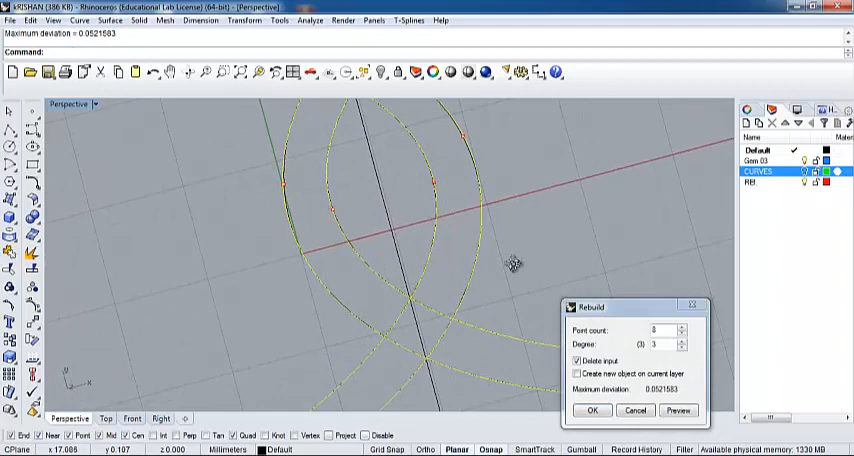 kRISHAN (386 KB) - Rhinoceros (Educational Lab License) (64-bit) - [Perspective]
File Edit View Curve Surface Solid Mesh Dimension Transform Tools Analyze Render Panels T-Splines Help
Maximum deviation = 0.0521583
Command:
Perspective
Name
Default
Gem 03
CURVES
REF.
Rebuild
Point count: 8
Degree: (3) 3
Delete input
Create new object on current layer
Maximum deviation: 0.0521583
OK Cancel Preview
y
x
Perspective Top Front Right
End Near Point Mid Cen Int Perp Tan Quad Knot Vertex Project Disable
CPlane x 17.086 y 0.107 z 0.000 Millimeters Default Grid Snap Ortho Planar Osnap SmartTrack Gumball Record History Filter Available physical memory: 1330 MB